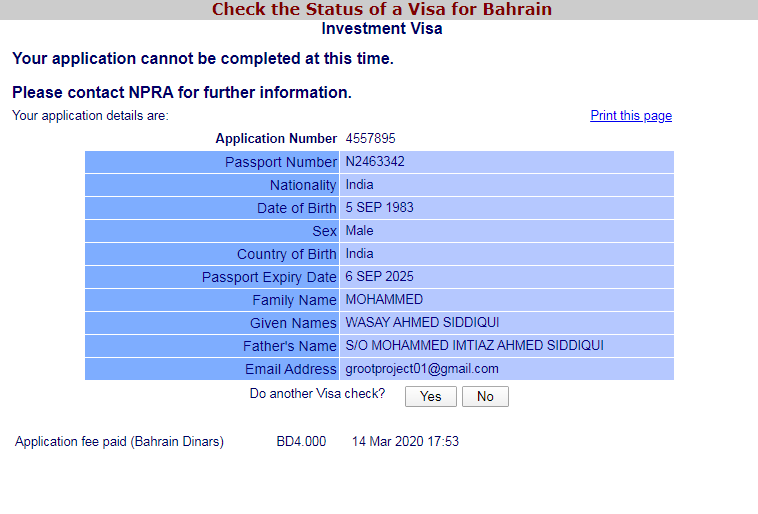 Check the Status of a Visa for Bahrain
Investment Visa
Your application cannot be completed at this time.
Please contact NPRA for further information.
Your application details are: Print this page
Application Number 4557895
Passport Number N2463342
Nationality India
Date of Birth 5 SEP 1983
Sex Male
Country of Birth India
Passport Expiry Date 6 SEP 2025
Family Name MOHAMMED
Given Names WASAY AHMED SIDDIQUI
Father's Name S/O MOHAMMED IMTIAZ AHMED SIDDIQUI
Email Address grootproject01@gmail.com
Do another Visa check? Yes No
Application fee paid (Bahrain Dinars) BD4.000 14 Mar 2020 17:53